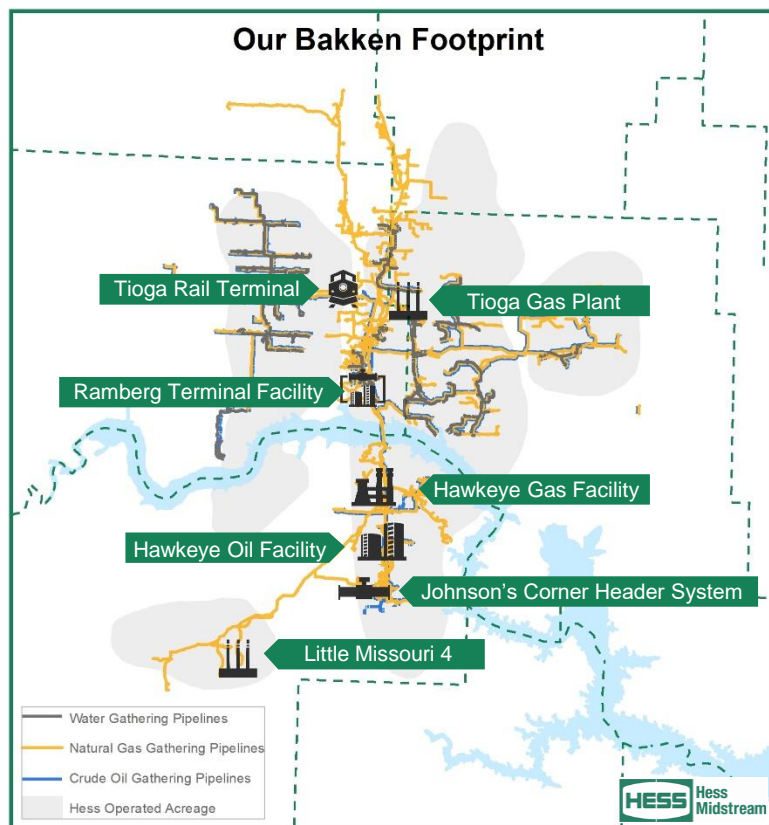 Our Bakken Footprint
Tioga Rail Terminal
Tioga Gas Plant
Ramberg Terminal Facility
Hawkeye Gas Facility
Hawkeye Oil Facility
Johnson's Corner Header System
Little Missouri 4
Water Gathering Pipelines
Natural Gas Gathering Pipelines
Crude Oil Gathering Pipelines
Hess Operated Acreage
HESS
Hess
Midstream